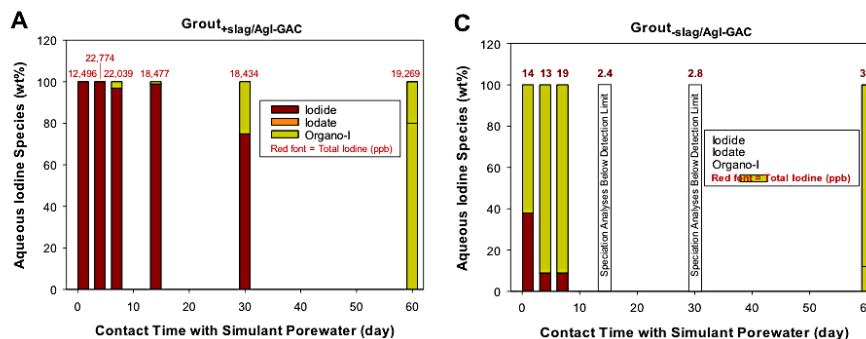 A
Grout+slag/AgI-GAC
Aqueous Iodine Species (wt%)
120
100
80
60
40
20
0
22,774
12,496 22,039 18,477 18,434 19,269
Iodide
Iodate
Organo-I
Red font = Total Iodine (ppb)
0 10 20 30 40 50 60
Contact Time with Simulant Porewater (day)
C
Grout-slag/AgI-GAC
Aqueous Iodine Species (wt%)
120
100
80
60
40
20
0
14 13 19 2.4 2.8
Speciation Analyses Below Detection Limit
Speciation Analyses Below Detection Limit
Iodide
Iodate
Organo-I
Red font = Total Iodine (ppb)
0 10 20 30 40 50 60
Contact Time with Simulant Porewater (day)